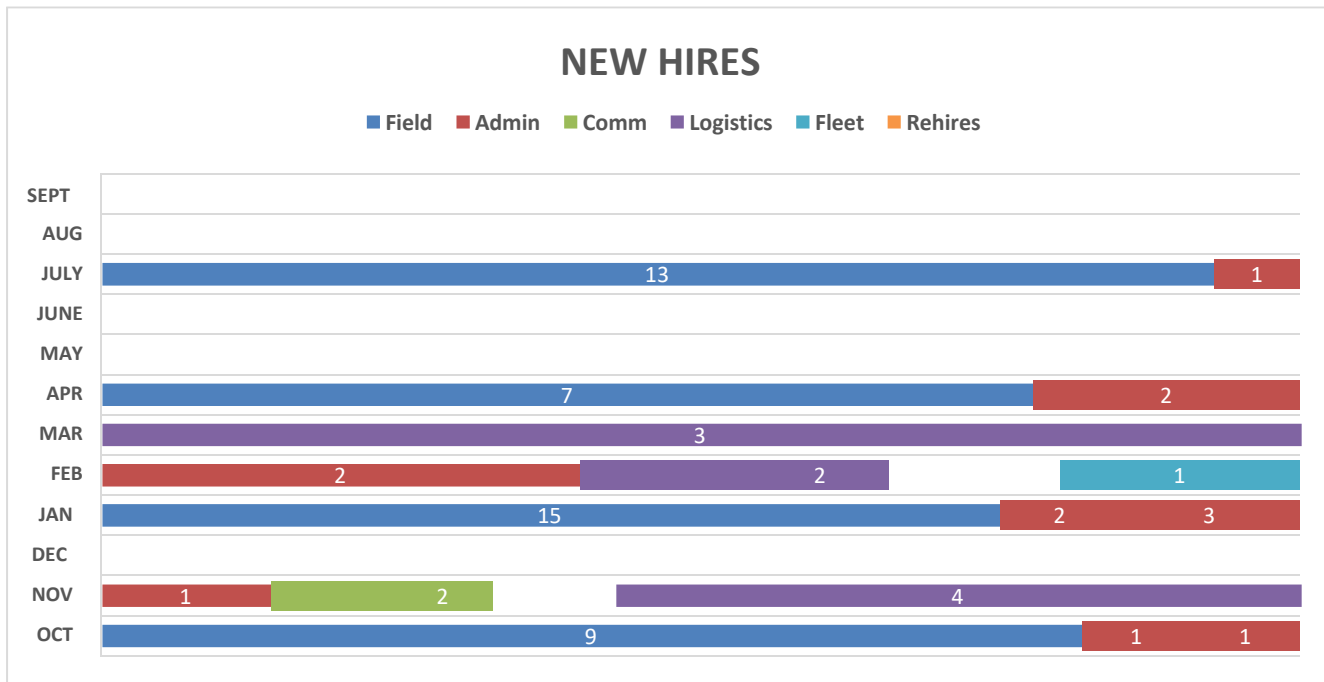 NEW HIRES
Field Admin Comm Logistics Fleet Rehires
SEPT
AUG
JULY 13 1
JUNE
MAY
APR 7 2
MAR 3
FEB 2 2 1
JAN 15 2 3
DEC
NOV 1 2 4
OCT 9 1 1